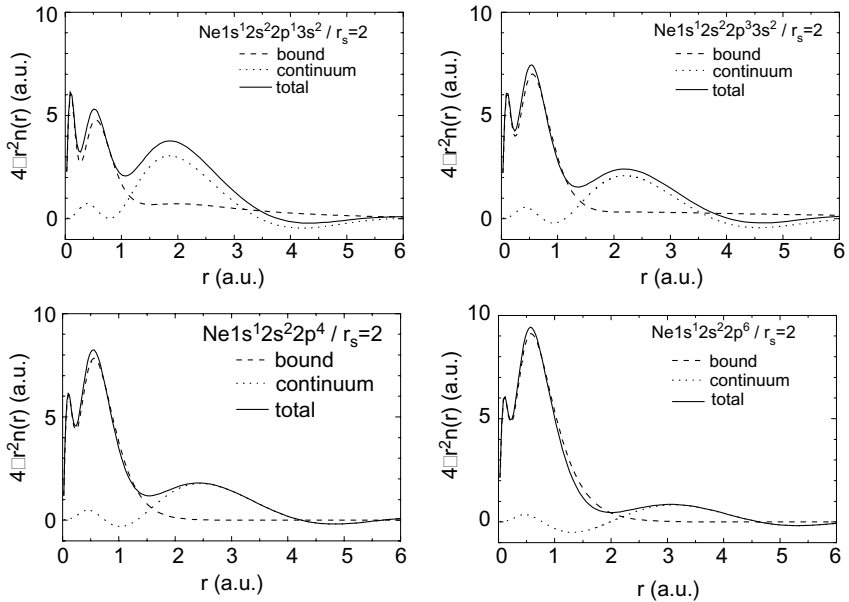 Ne1s¹2s²2p¹3s² / rₛ=2
bound
continuum
total
4□r²n(r) (a.u.)
10
5
0
0 1 2 3 4 5 6
r (a.u.)
Ne1s¹2s²2p³3s² / rₛ=2
bound
continuum
total
4□r²n(r) (a.u.)
10
5
0
0 1 2 3 4 5 6
r (a.u.)
Ne1s¹2s²2p⁴ / rₛ=2
bound
continuum
total
4□r²n(r) (a.u.)
10
5
0
0 1 2 3 4 5 6
r (a.u.)
Ne1s¹2s²2p⁶ / rₛ=2
bound
continuum
total
4□r²n(r) (a.u.)
10
5
0
0 1 2 3 4 5 6
r (a.u.)